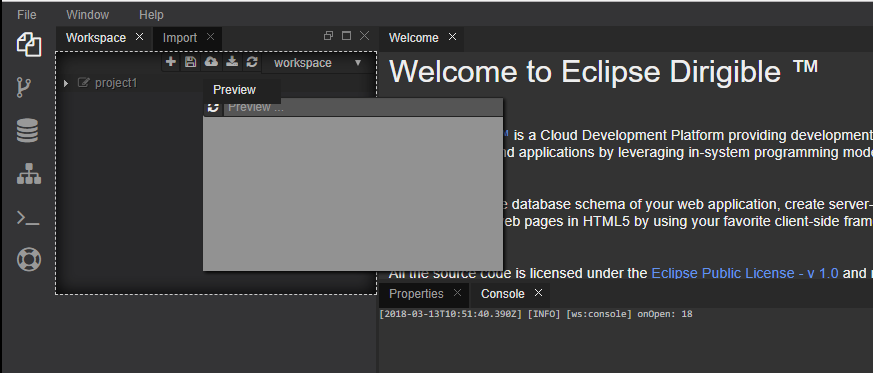 File Window Help
Workspace Import
workspace
project1
Preview
Preview ...
Welcome
Welcome to Eclipse Dirigible ™
is a Cloud Development Platform providing development
d applications by leveraging in-system programming mod
e database schema of your web application, create server-
eb pages in HTML5 by using your favorite client-side fram
All the source code is licensed under the Eclipse Public License - v 1.0 and
Properties Console
[2018-03-13T10:51:40.390Z] [INFO] [ws:console] onOpen: 18